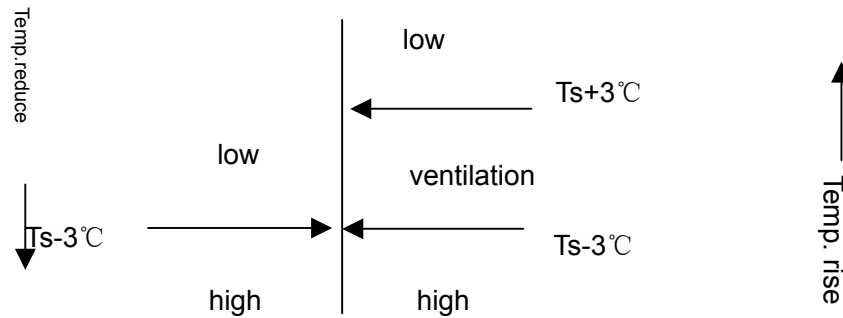 Temp.reduce
low
Ts+3℃
low
ventilation
Ts-3℃
Ts-3℃
Temp. rise
high
high